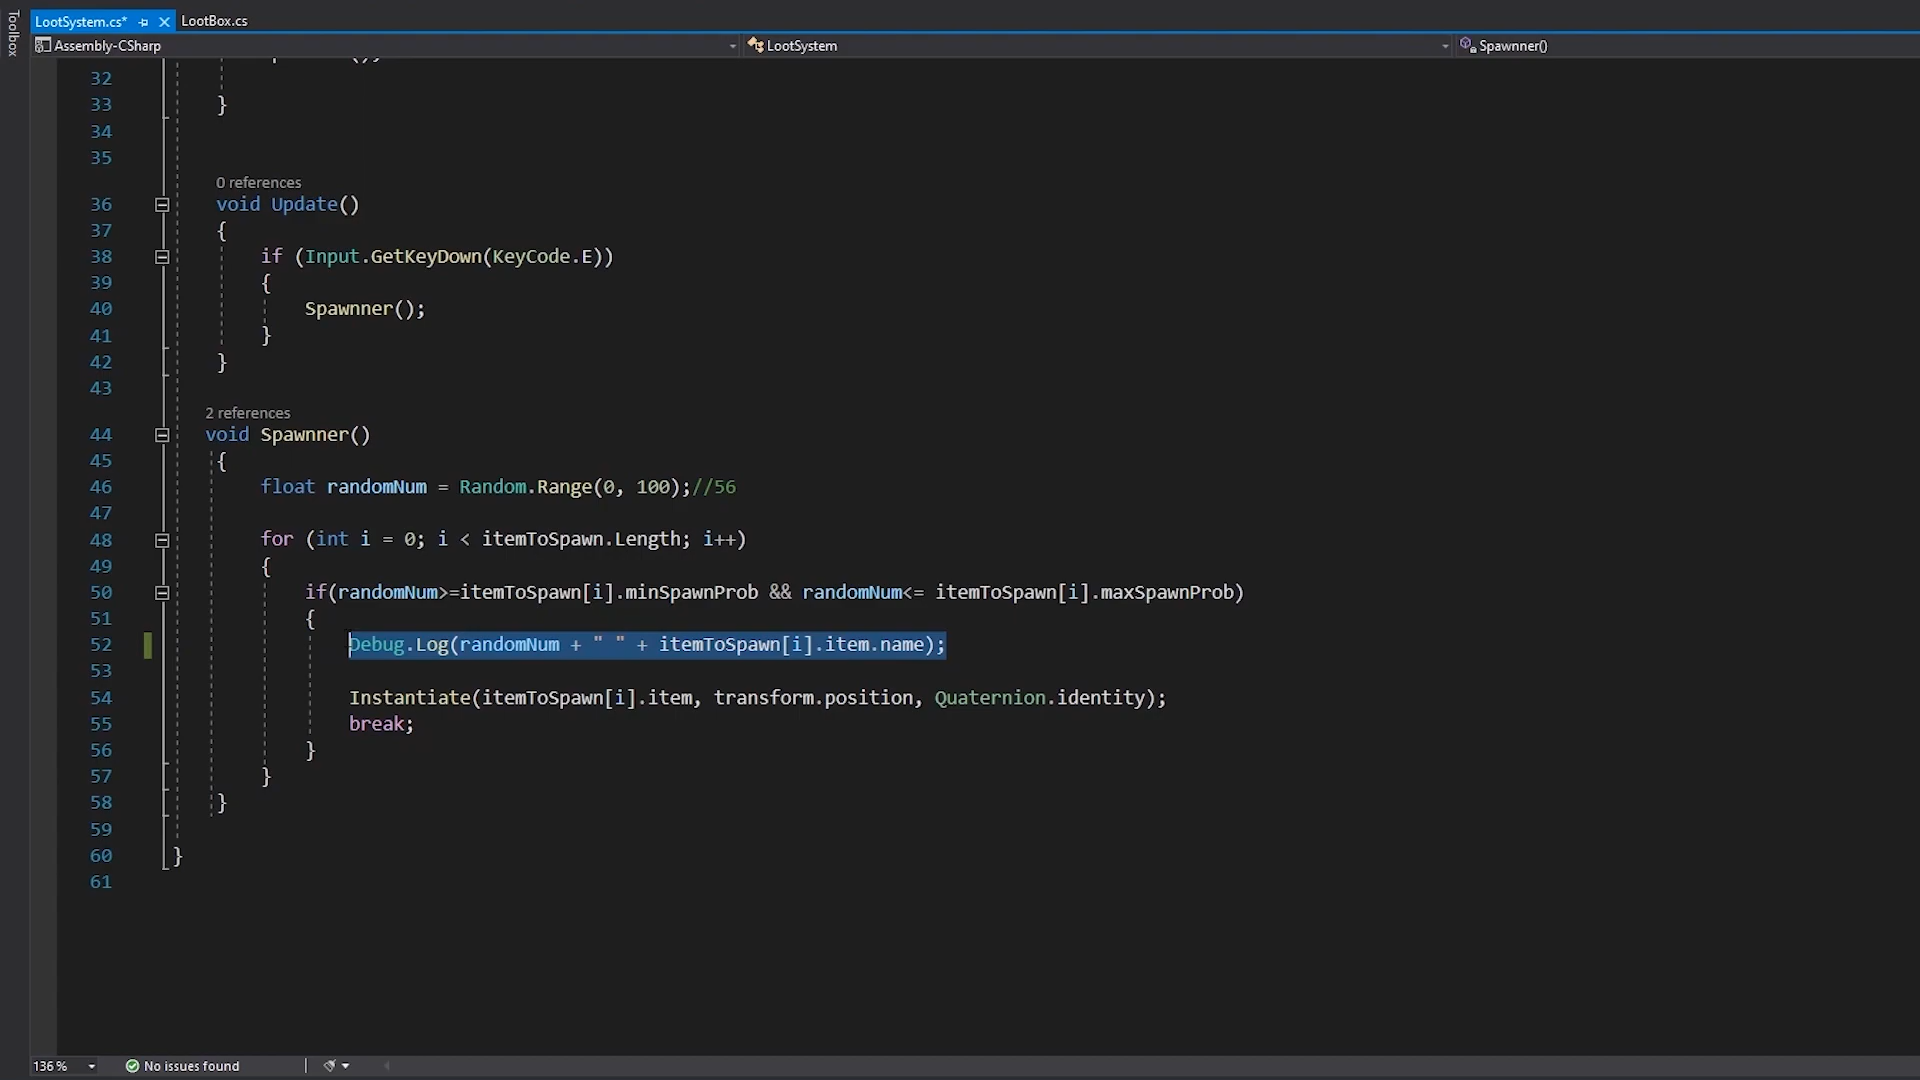 Toolbox
LootSystem.cs*
LootBox.cs
Assembly-CSharp
LootSystem
Spawnner()
32
33 }
34
35
0 references
36 void Update()
37 {
38 if (Input.GetKeyDown(KeyCode.E))
39 {
40 Spawnner();
41 }
42 }
43
2 references
44 void Spawnner()
45 {
46 float randomNum = Random.Range(0, 100);//56
47
48 for (int i = 0; i < itemToSpawn.Length; i++)
49 {
50 if(randomNum>=itemToSpawn[i].minSpawnProb && randomNum<= itemToSpawn[i].maxSpawnProb)
51 {
52 Debug.Log(randomNum + " " + itemToSpawn[i].item.name);
53
54 Instantiate(itemToSpawn[i].item, transform.position, Quaternion.identity);
55 break;
56 }
57 }
58 }
59
60 }
61
136 %
No issues found